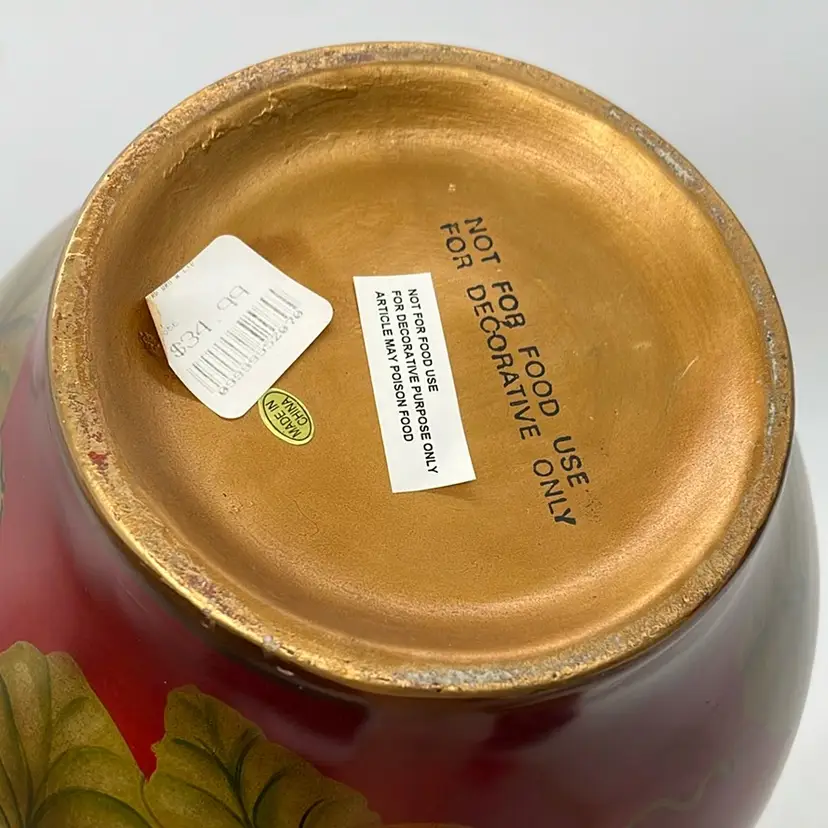 $34.99
MADE IN
CHINA
NOT FOR FOOD USE
FOR DECORATIVE PURPOSE ONLY
ARTICLE MAY POISON FOOD
NOT FOR FOOD USE
FOR DECORATIVE ONLY